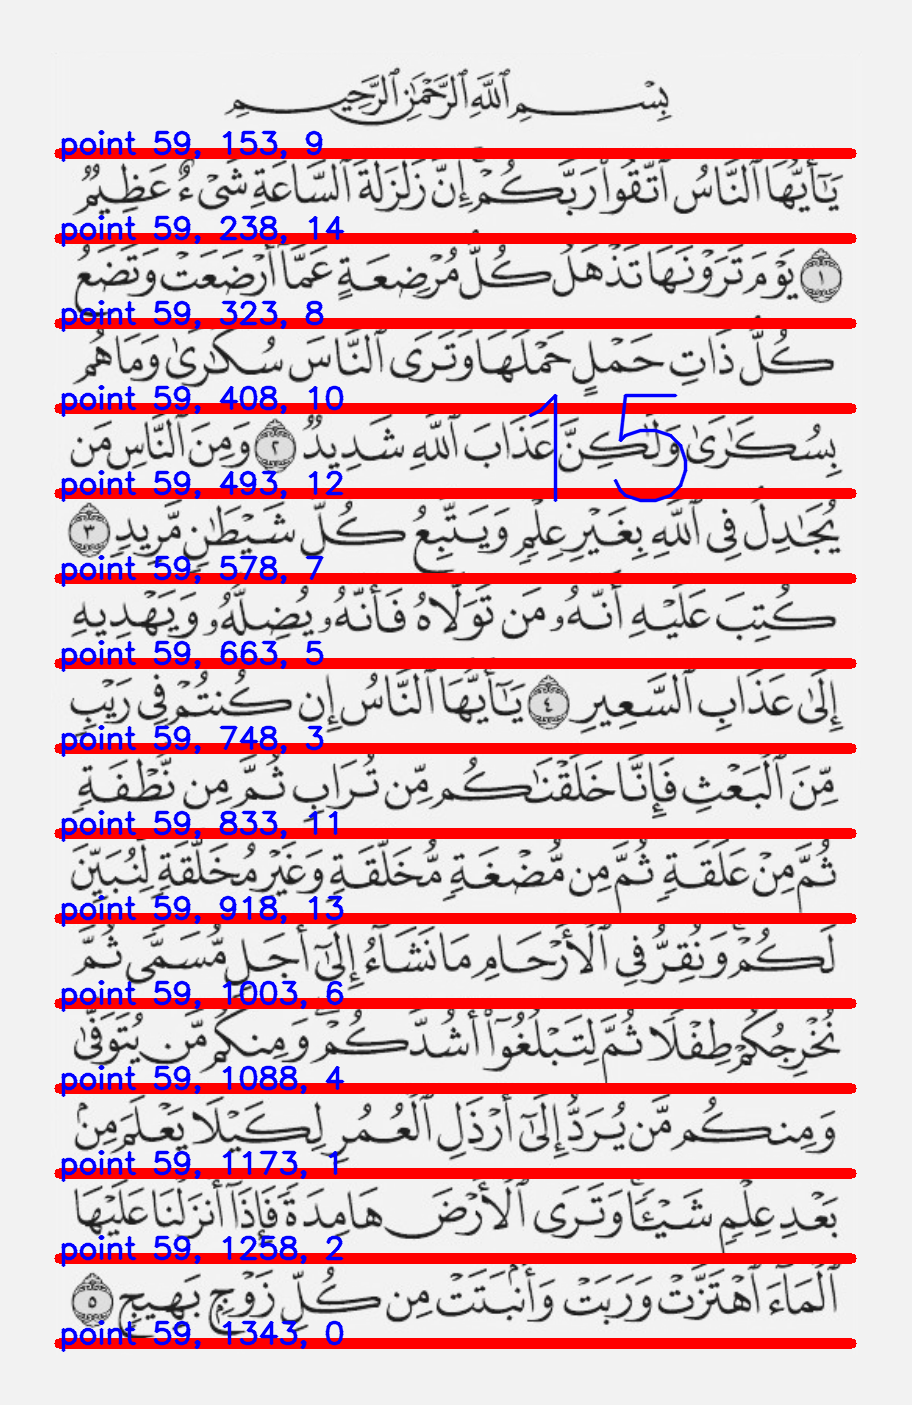 بِسْمِ ٱللَّهِ ٱلرَّحْمَٰنِ ٱلرَّحِيمِ
point 59, 153, 9
يَٰٓأَيُّهَا ٱلنَّاسُ ٱتَّقُوا۟ رَبَّكُمْ ۚ إِنَّ زَلْزَلَةَ ٱلسَّاعَةِ شَىْءٌ عَظِيمٌ
point 59, 238, 14
١ يَوْمَ تَرَوْنَهَا تَذْهَلُ كُلُّ مُرْضِعَةٍ عَمَّآ أَرْضَعَتْ وَتَضَعُ
point 59, 323, 8
كُلُّ ذَاتِ حَمْلٍ حَمْلَهَا وَتَرَى ٱلنَّاسَ سُكَٰرَىٰ وَمَا هُم
point 59, 408, 10
بِسُكَٰرَىٰ وَلَٰكِنَّ عَذَابَ ٱللَّهِ شَدِيدٌ ٢ وَمِنَ ٱلنَّاسِ مَن
15
point 59, 493, 12
يُجَٰدِلُ فِى ٱللَّهِ بِغَيْرِ عِلْمٍ وَيَتَّبِعُ كُلَّ شَيْطَٰنٍ مَّرِيدٍ ٣
point 59, 578, 7
كُتِبَ عَلَيْهِ أَنَّهُۥ مَن تَوَلَّاهُ فَأَنَّهُۥ يُضِلُّهُۥ وَيَهْدِيهِ
point 59, 663, 5
إِلَىٰ عَذَابِ ٱلسَّعِيرِ ٤ يَٰٓأَيُّهَا ٱلنَّاسُ إِن كُنتُمْ فِى رَيْبٍ
point 59, 748, 3
مِّنَ ٱلْبَعْثِ فَإِنَّا خَلَقْنَٰكُم مِّن تُرَابٍ ثُمَّ مِن نُّطْفَةٍ
point 59, 833, 11
ثُمَّ مِنْ عَلَقَةٍ ثُمَّ مِن مُّضْغَةٍ مُّخَلَّقَةٍ وَغَيْرِ مُخَلَّقَةٍ لِّنُبَيِّنَ
point 59, 918, 13
لَكُمْ ۚ وَنُقِرُّ فِى ٱلْأَرْحَامِ مَا نَشَآءُ إِلَىٰٓ أَجَلٍ مُّسَمًّى ثُمَّ
point 59, 1003, 6
نُخْرِجُكُمْ طِفْلًا ثُمَّ لِتَبْلُغُوٓا۟ أَشُدَّكُمْ ۖ وَمِنكُم مَّن يُتَوَفَّىٰ
point 59, 1088, 4
وَمِنكُم مَّن يُرَدُّ إِلَىٰٓ أَرْذَلِ ٱلْعُمُرِ لِكَيْلَا يَعْلَمَ مِنۢ
point 59, 1173, 1
بَعْدِ عِلْمٍ شَيْـًٔا ۚ وَتَرَى ٱلْأَرْضَ هَامِدَةً فَإِذَآ أَنزَلْنَا عَلَيْهَا
point 59, 1258, 2
ٱلْمَآءَ ٱهْتَزَّتْ وَرَبَتْ وَأَنۢبَتَتْ مِن كُلِّ زَوْجٍۭ بَهِيجٍ ٥
point 59, 1343, 0